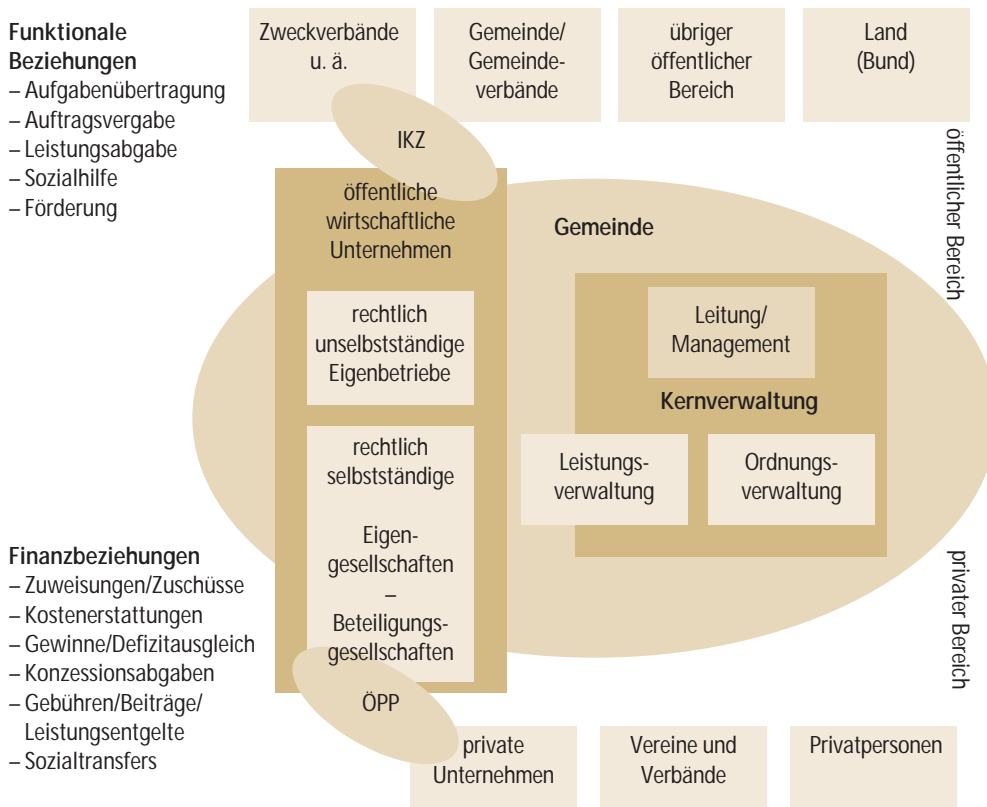 Funktionale
Beziehungen
– Aufgabenübertragung
– Auftragsvergabe
– Leistungsabgabe
– Sozialhilfe
– Förderung
Zweckverbände
u. ä.
Gemeinde/
Gemeinde-
verbände
übriger
öffentlicher
Bereich
Land
(Bund)
IKZ
öffentlicher Bereich
öffentliche
wirtschaftliche
Unternehmen
rechtlich
unselbstständige
Eigenbetriebe
rechtlich
selbstständige
Eigen-
gesellschaften
–
Beteiligungs-
gesellschaften
Gemeinde
Leitung/
Management
Kernverwaltung
Leistungs-
verwaltung
Ordnungs-
verwaltung
Finanzbeziehungen
– Zuweisungen/Zuschüsse
– Kostenerstattungen
– Gewinne/Defizitausgleich
– Konzessionsabgaben
– Gebühren/Beiträge/
Leistungsentgelte
– Sozialtransfers
privater Bereich
ÖPP
private
Unternehmen
Vereine und
Verbände
Privatpersonen